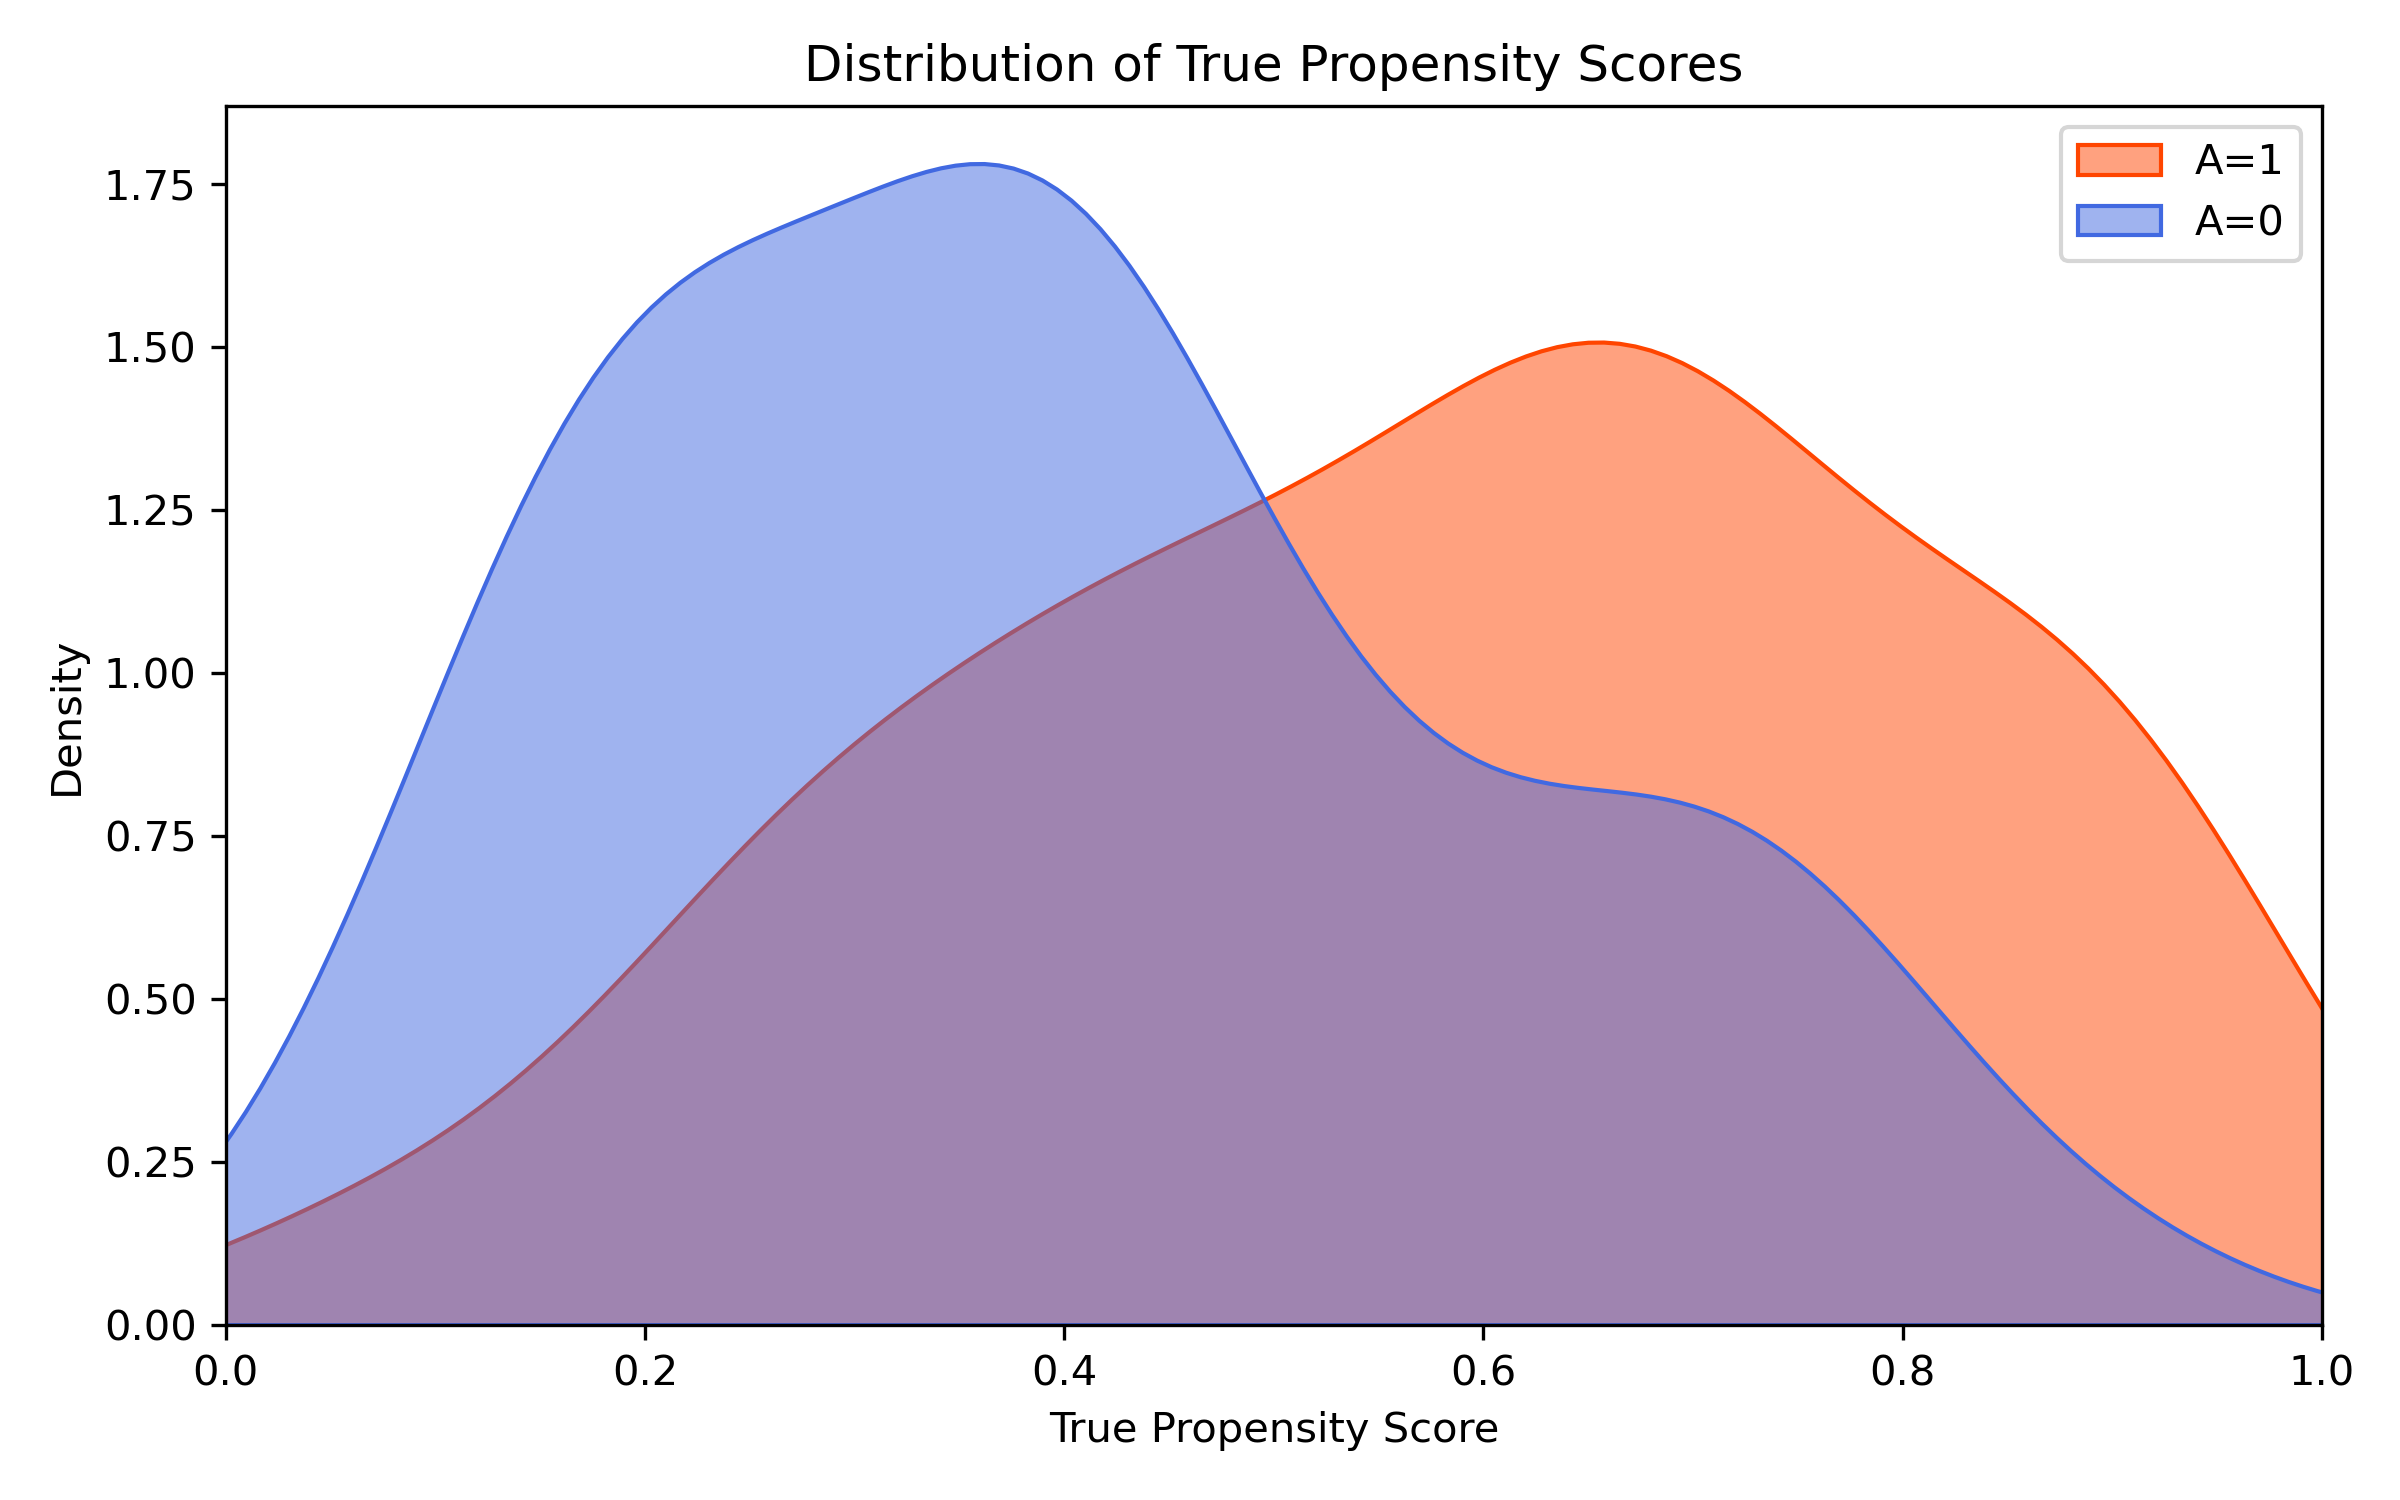 Distribution of True Propensity Scores
A=1
A=0
Density
1.75
1.50
1.25
1.00
0.75
0.50
0.25
0.00
0.0 0.2 0.4 0.6 0.8 1.0
True Propensity Score